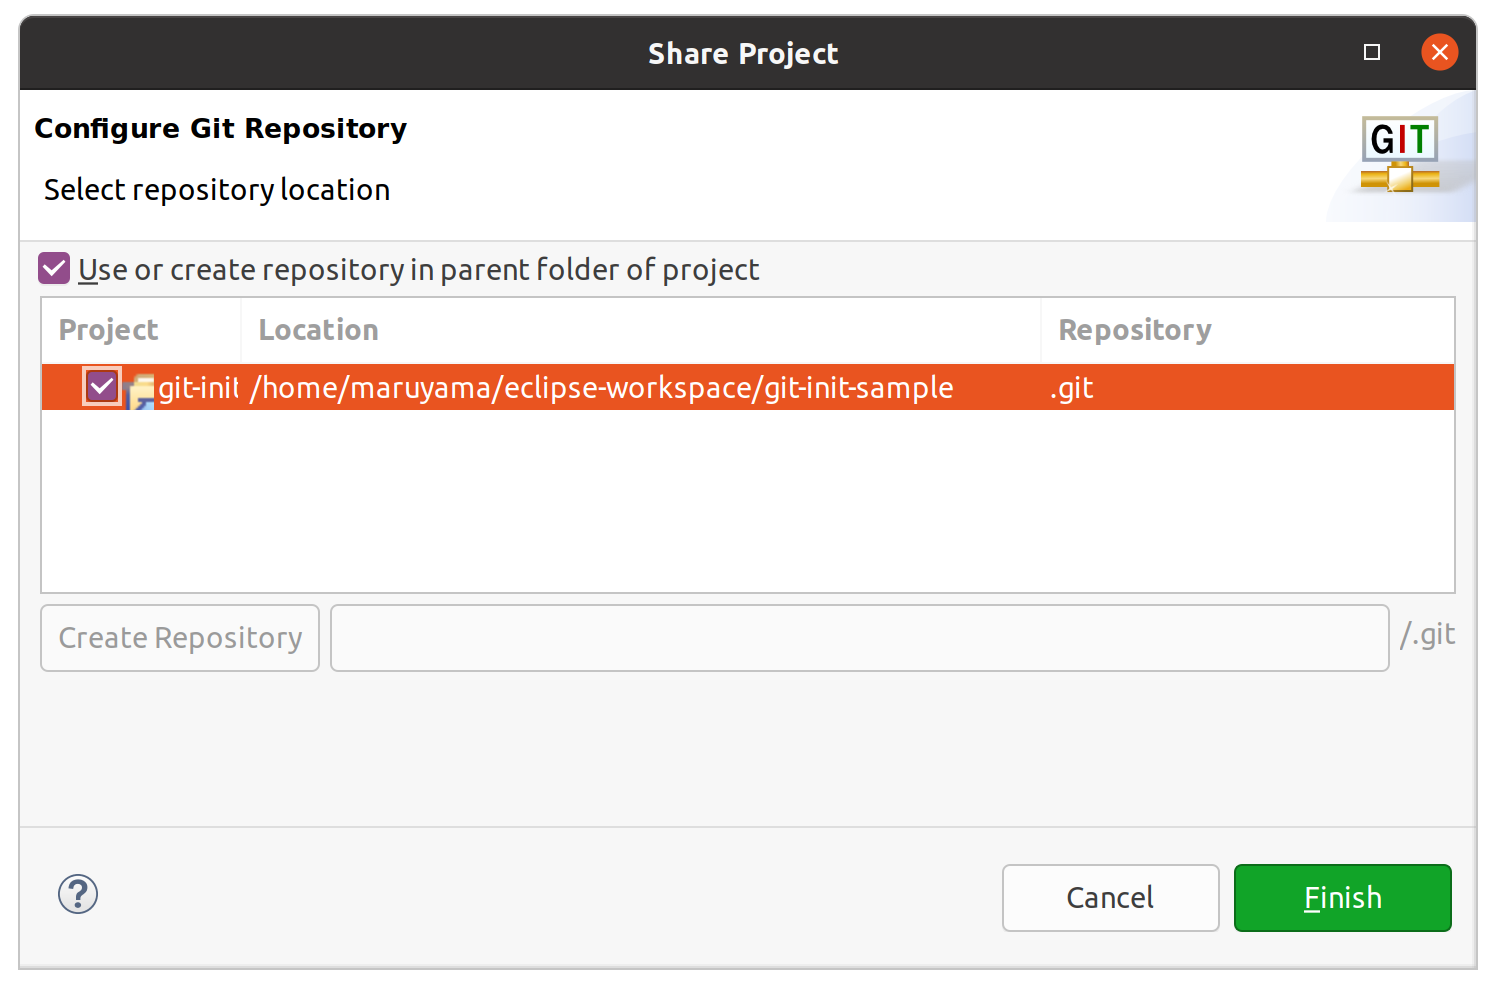 Share Project
Configure Git Repository
GIT
Select repository location
Use or create repository in parent folder of project
Project Location Repository
git-init /home/maruyama/eclipse-workspace/git-init-sample .git
Create Repository /.git
? Cancel Finish